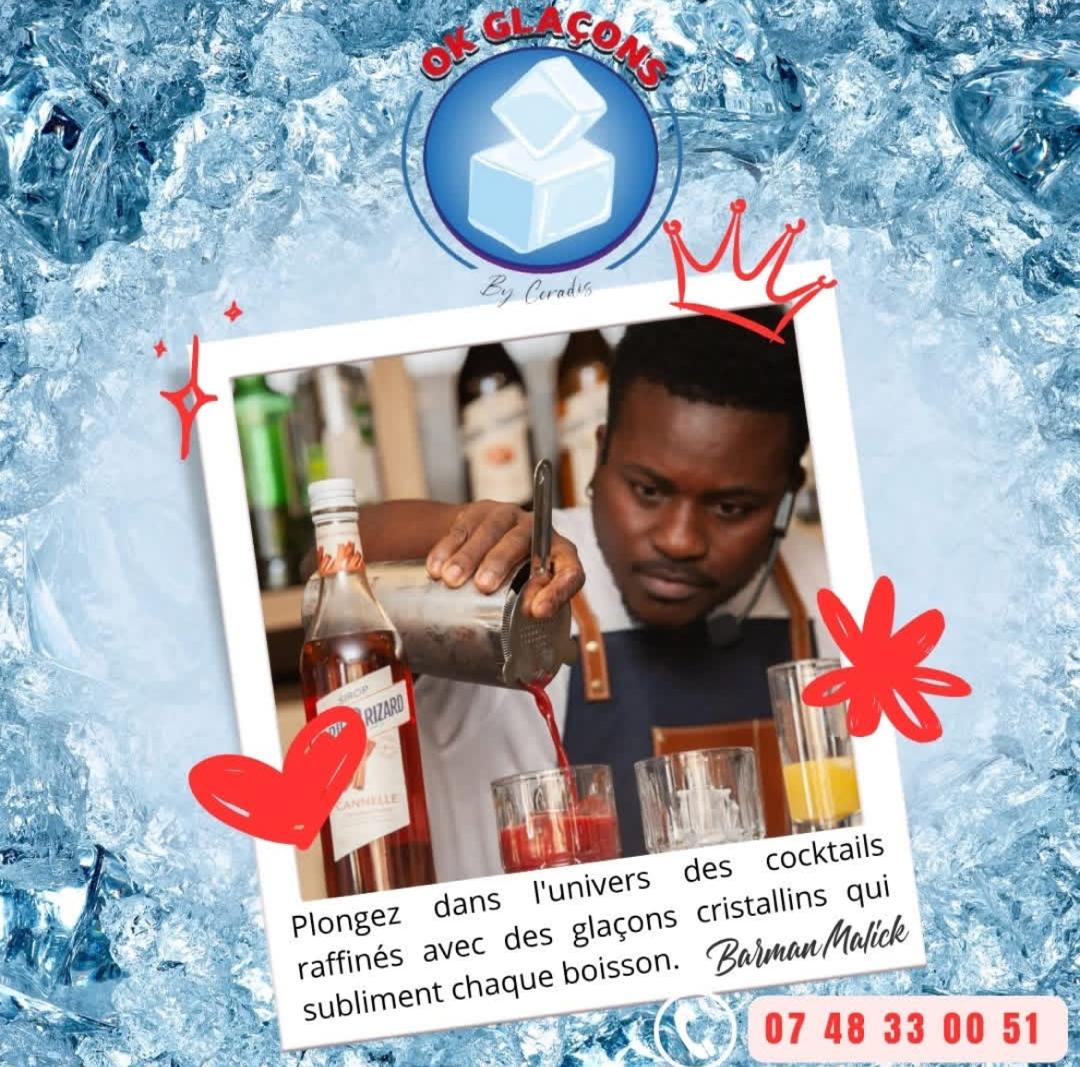 OK GLAÇONS
By Coradis
SIROP
RIZARD
CANNELLE
Plongez dans l'univers des cocktails
raffinés avec des glaçons cristallins qui
subliment chaque boisson. Barman Malick
07 48 33 00 51